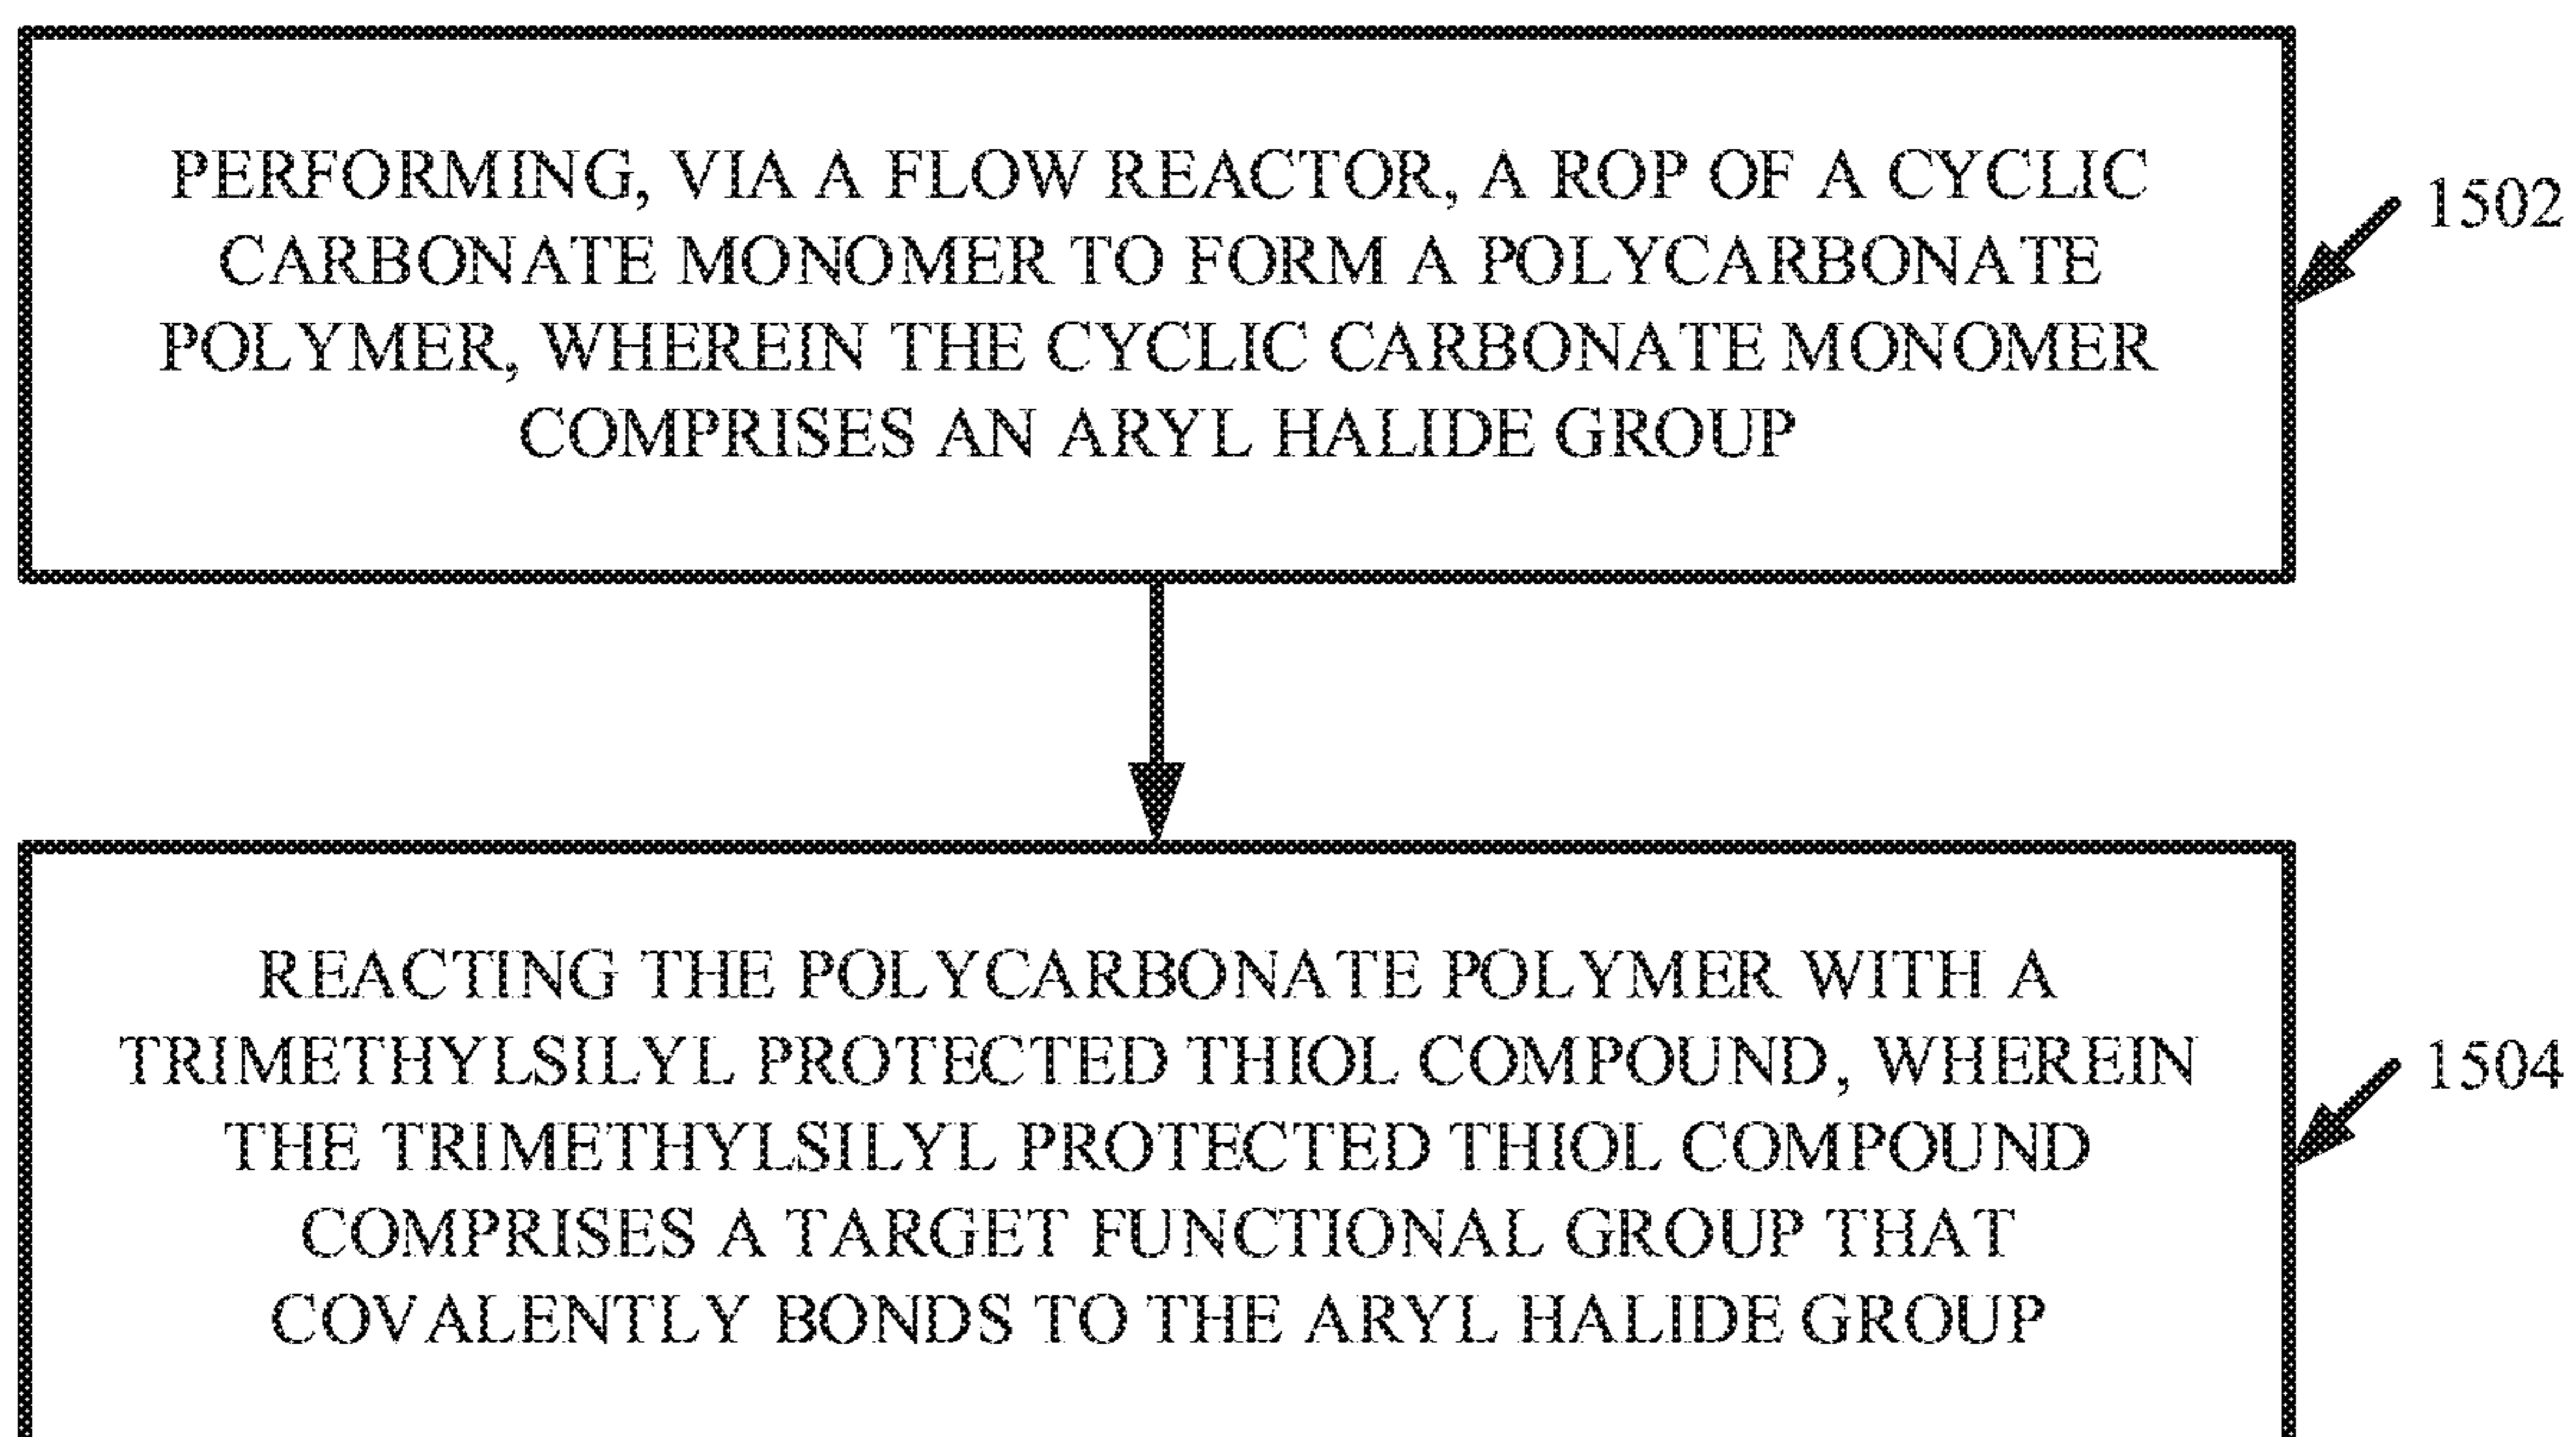 PERFORMING, VIA A FLOW REACTOR, A ROP OF A CYCLIC
CARBONATE MONOMER TO FORM A POLYCARBONATE
POLYMER, WHEREIN THE CYCLIC CARBONATE MONOMER
COMPRISES AN ARYL HALIDE GROUP
1502
REACTING THE POLYCARBONATE POLYMER WITH A
TRIMETHYLSILYL PROTECTED THIOL COMPOUND, WHEREIN
THE TRIMETHYLSILYL PROTECTED THIOL COMPOUND
COMPRISES A TARGET FUNCTIONAL GROUP THAT
COVALENTLY BONDS TO THE ARYL HALIDE GROUP
1504